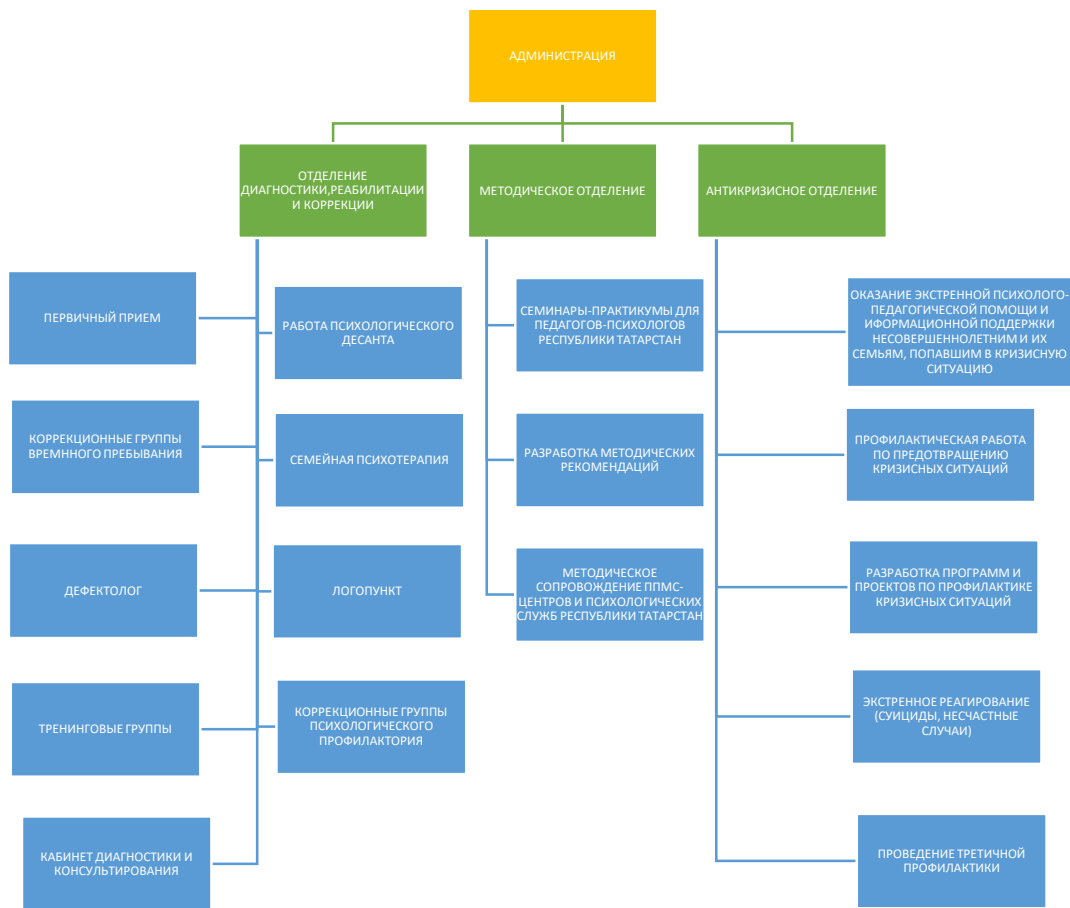 АДМИНИСТРАЦИЯ
ОТДЕЛЕНИЕ
ДИАГНОСТИКИ,РЕАБИЛИТАЦИИ
И КОРРЕКЦИИ
МЕТОДИЧЕСКОЕ ОТДЕЛЕНИЕ
АНТИКРИЗИСНОЕ ОТДЕЛЕНИЕ
ПЕРВИЧНЫЙ ПРИЕМ
РАБОТА ПСИХОЛОГИЧЕСКОГО
ДЕСАНТА
КОРРЕКЦИОННЫЕ ГРУППЫ
ВРЕМННОГО ПРЕБЫВАНИЯ
СЕМЕЙНАЯ ПСИХОТЕРАПИЯ
ДЕФЕКТОЛОГ
ЛОГОПУНКТ
ТРЕНИНГОВЫЕ ГРУППЫ
КОРРЕКЦИОННЫЕ ГРУППЫ
ПСИХОЛОГИЧЕСКОГО
ПРОФИЛАКТОРИЯ
КАБИНЕТ ДИАГНОСТИКИ И
КОНСУЛЬТИРОВАНИЯ
СЕМИНАРЫ-ПРАКТИКУМЫ ДЛЯ
ПЕДАГОГОВ-ПСИХОЛОГОВ
РЕСПУБЛИКИ ТАТАРСТАН
РАЗРАБОТКА МЕТОДИЧЕСКИХ
РЕКОМЕНДАЦИЙ
МЕТОДИЧЕСКОЕ
СОПРОВОЖДЕНИЕ ППМС-
ЦЕНТРОВ И ПСИХОЛОГИЧЕСКИХ
СЛУЖБ РЕСПУБЛИКИ ТАТАРСТАН
ОКАЗАНИЕ ЭКСТРЕННОЙ ПСИХОЛОГО-
ПЕДАГОГИЧЕСКОЙ ПОМОЩИ И
ИФОРМАЦИОННОЙ ПОДДЕРЖКИ
НЕСОВЕРШЕННОЛЕТНИМ И ИХ
СЕМЬЯМ, ПОПАВШИМ В КРИЗИСНУЮ
СИТУАЦИЮ
ПРОФИЛАКТИЧЕСКАЯ РАБОТА
ПО ПРЕДОТВРАЩЕНИЮ
КРИЗИСНЫХ СИТУАЦИЙ
РАЗРАБОТКА ПРОГРАММ И
ПРОЕКТОВ ПО ПРОФИЛАКТИКЕ
КРИЗИСНЫХ СИТУАЦИЙ
ЭКСТРЕННОЕ РЕАГИРОВАНИЕ
(СУИЦИДЫ, НЕСЧАСТНЫЕ
СЛУЧАИ)
ПРОВЕДЕНИЕ ТРЕТИЧНОЙ
ПРОФИЛАКТИКИ